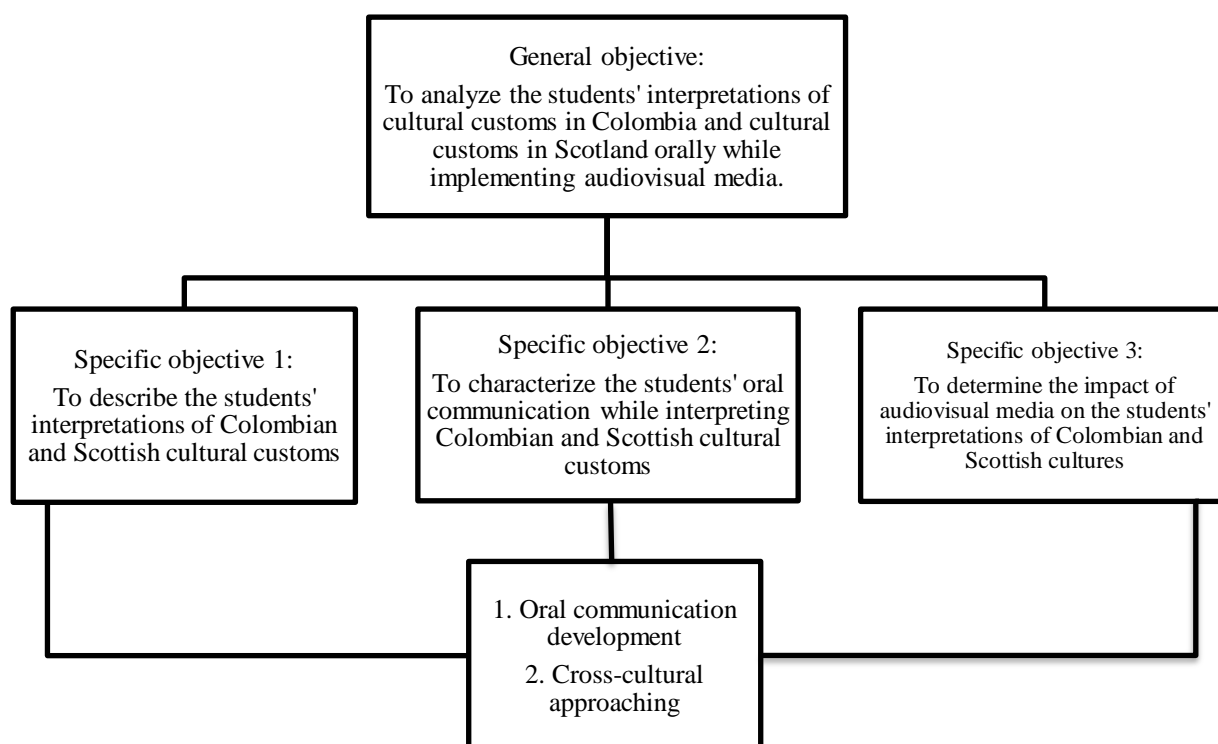 General objective:
To analyze the students' interpretations of
cultural customs in Colombia and cultural
customs in Scotland orally while
implementing audiovisual media.
Specific objective 1:
To describe the students'
interpretations of Colombian
and Scottish cultural customs
Specific objective 2:
To characterize the students' oral
communication while interpreting
Colombian and Scottish cultural
customs
Specific objective 3:
To determine the impact of
audiovisual media on the students'
interpretations of Colombian and
Scottish cultures
1. Oral communication
development
2. Cross-cultural
approaching